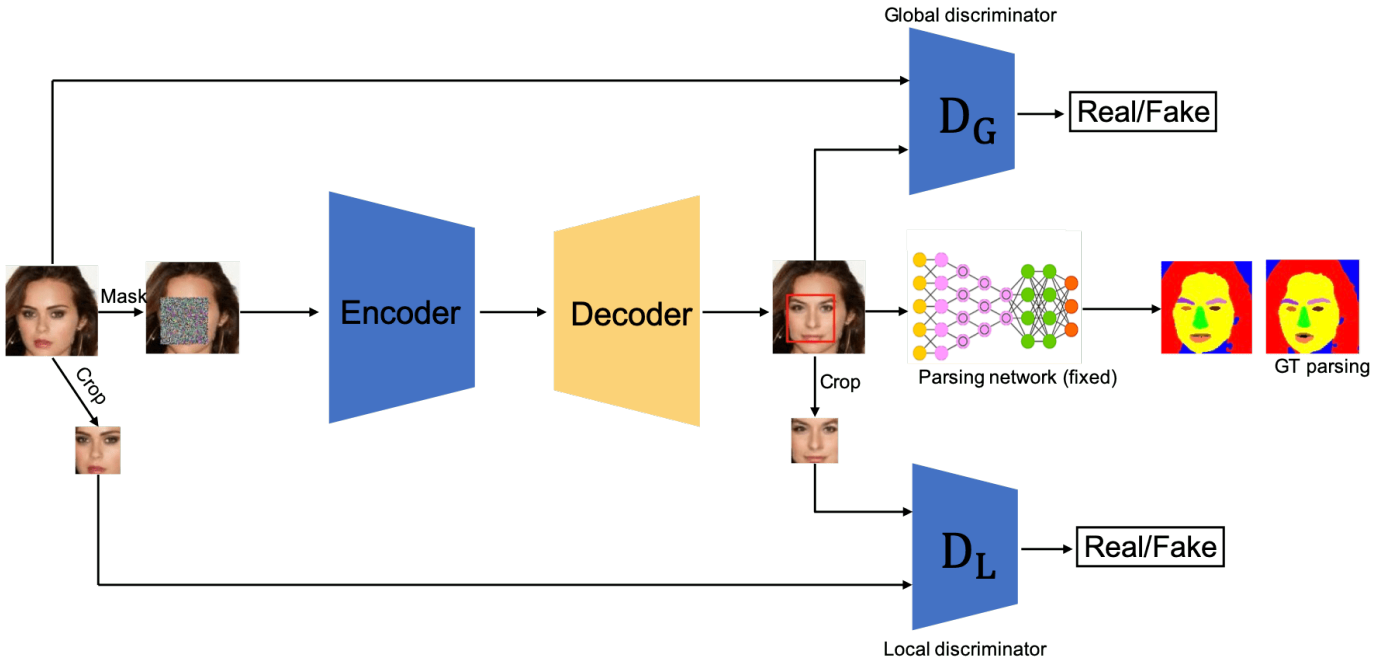 Global discriminator
D_G
Real/Fake
Mask
Encoder
Decoder
Crop
Crop
Parsing network (fixed)
GT parsing
D_L
Real/Fake
Local discriminator